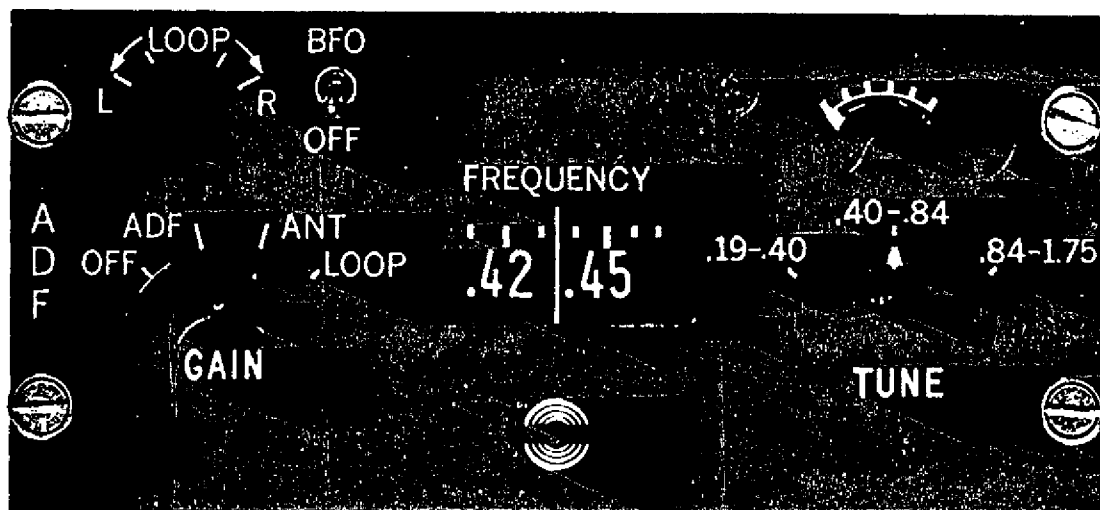 LOOP
L R
BFO
OFF
FREQUENCY
A
D
F
ADF ANT
OFF LOOP
.42 .45
.40-.84
.19-.40 .84-1.75
GAIN
TUNE